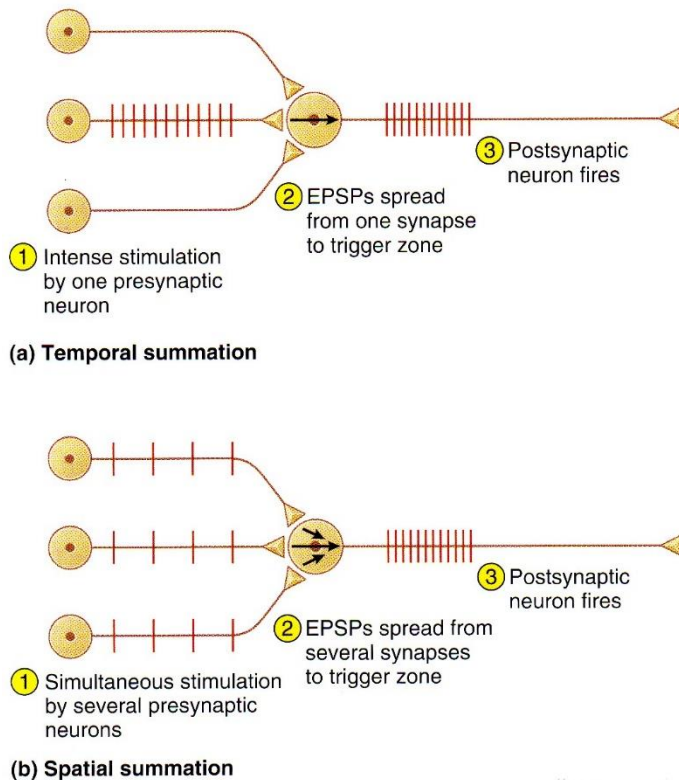 3 Postsynaptic
neuron fires
2 EPSPs spread
from one synapse
to trigger zone
1 Intense stimulation
by one presynaptic
neuron
(a) Temporal summation
3 Postsynaptic
neuron fires
2 EPSPs spread from
several synapses
to trigger zone
1 Simultaneous stimulation
by several presynaptic
neurons
(b) Spatial summation